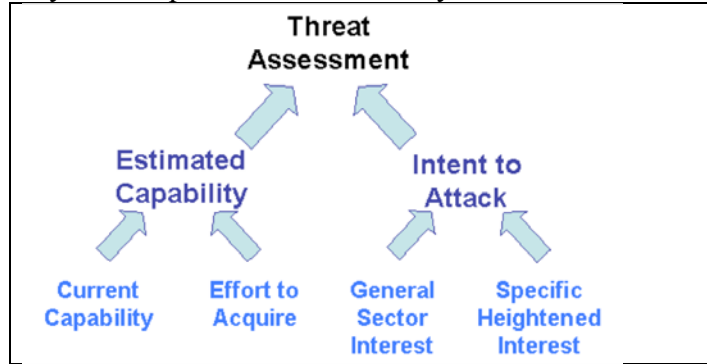 Threat
Assessment
Estimated
Capability
Intent to
Attack
Current
Capability
Effort to
Acquire
General
Sector
Interest
Specific
Heightened
Interest